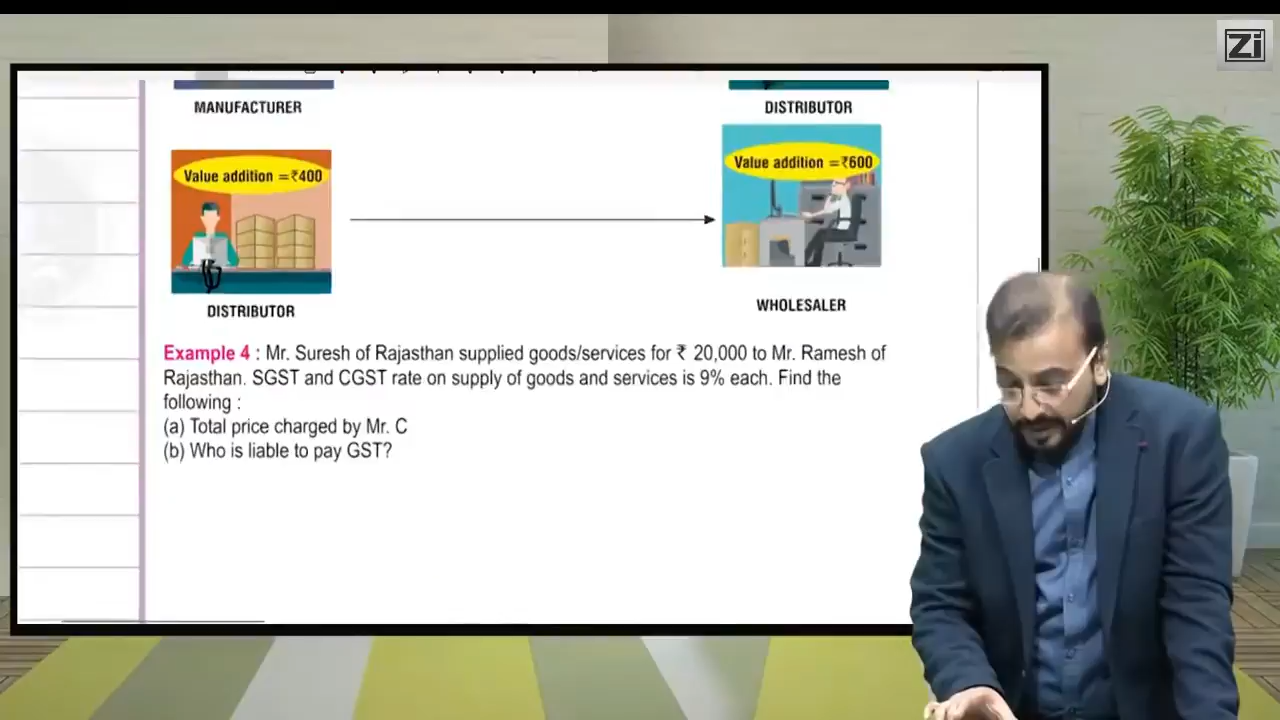 Zi
MANUFACTURER
DISTRIBUTOR
Value addition =₹400
Value addition =₹600
DISTRIBUTOR
WHOLESALER
Example 4 : Mr. Suresh of Rajasthan supplied goods/services for ₹ 20,000 to Mr. Ramesh of
Rajasthan. SGST and CGST rate on supply of goods and services is 9% each. Find the
following :
(a) Total price charged by Mr. C
(b) Who is liable to pay GST?